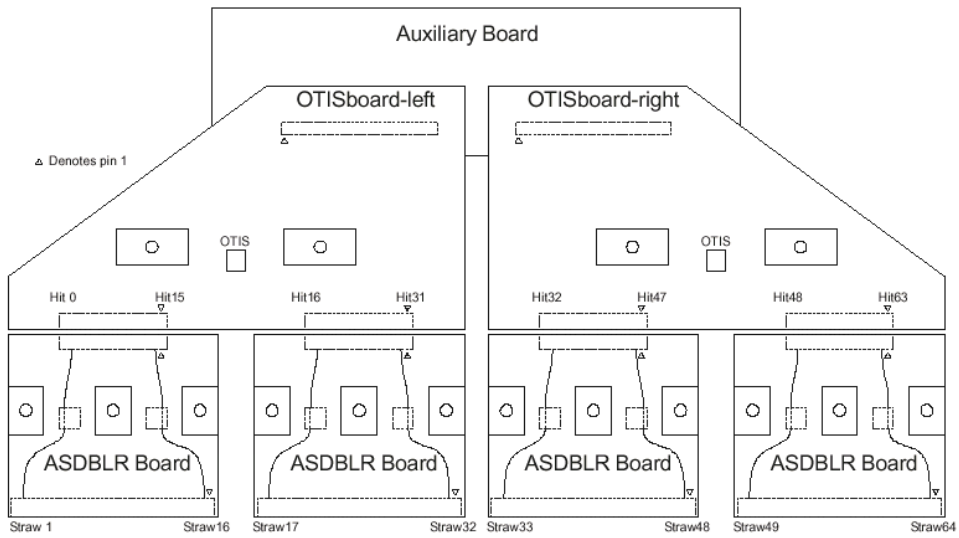 Auxiliary Board
OTISboard-left
OTISboard-right
Denotes pin 1
OTIS
OTIS
Hit 0
Hit15
Hit16
Hit31
Hit32
Hit47
Hit48
Hit63
ASDBLR Board
ASDBLR Board
ASDBLR Board
ASDBLR Board
Straw 1
Straw16
Straw17
Straw32
Straw33
Straw48
Straw49
Straw64